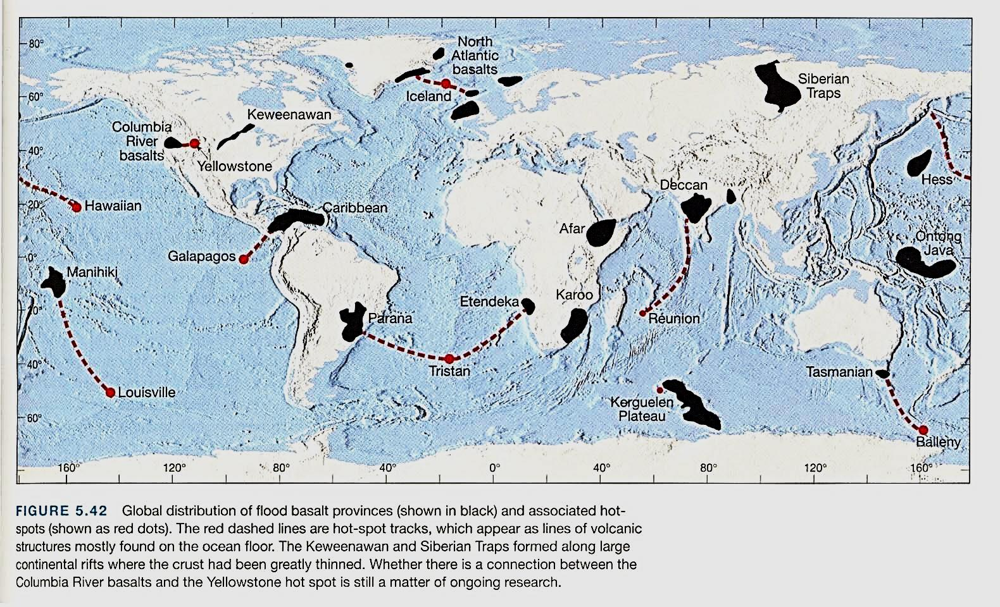 80°
North
Atlantic
basalts
Siberian
Traps
60°
Iceland
Keweenawan
Columbia
River
basalts
40°
Yellowstone
Hess
Deccan
20°
Hawaiian
Caribbean
Afar
Ontong
Java
0°
Galapagos
Manihiki
Etendeka
Karoo
20°
Parana
Réunion
40°
Tristan
Tasmanian
Louisville
Kerguelen
Plateau
60°
Balleny
160° 120° 80° 40° 0° 40° 80° 120° 160°
FIGURE 5.42 Global distribution of flood basalt provinces (shown in black) and associated hot-
spots (shown as red dots). The red dashed lines are hot-spot tracks, which appear as lines of volcanic
structures mostly found on the ocean floor. The Keweenawan and Siberian Traps formed along large
continental rifts where the crust had been greatly thinned. Whether there is a connection between the
Columbia River basalts and the Yellowstone hot spot is still a matter of ongoing research.